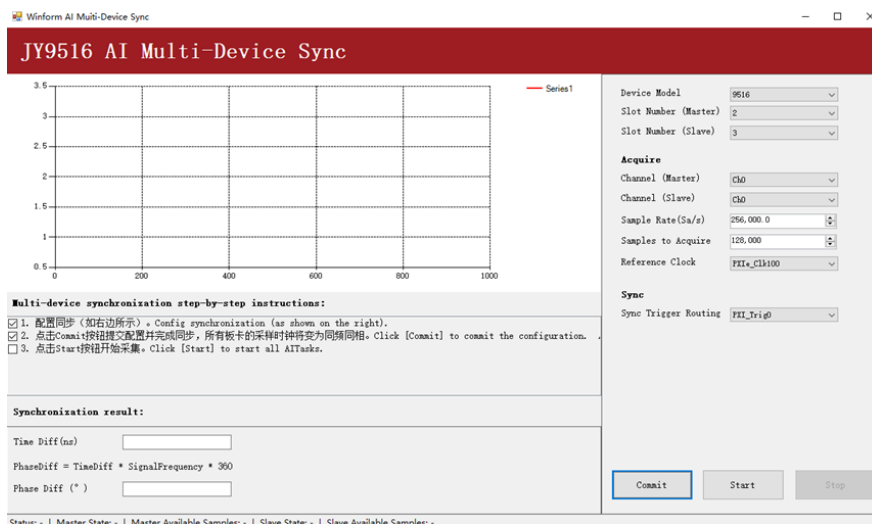 Winform AI Muiti-Device Sync
JY9516 AI Multi-Device Sync
3.5
3
2.5
2
1.5
1
0.5
0
200
400
600
800
1000
Series1
Device Model
9516
Slot Number (Master)
2
Slot Number (Slave)
3
Acquire
Channel (Master)
Ch0
Channel (Slave)
Ch0
Sample Rate(Sa/s)
256,000.0
Samples to Acquire
128,000
Reference Clock
PXIe_Clk100
Sync
Sync Trigger Routing
PXI_Trig0
Multi-device synchronization step-by-step instructions:
1. 配置同步（如右边所示）。Config synchronization (as shown on the right).
2. 点击Commit按钮提交配置并完成同步，所有板卡的采样时钟将变为同频同相。Click [Commit] to commit the configuration.
3. 点击Start按钮开始采集。Click [Start] to start all AITasks.
Synchronization result:
Time Diff(ns)
PhaseDiff = TimeDiff * SignalFrequency * 360
Phase Diff (°)
Commit
Start
Stop
Status: - | Master State: - | Master Available Samples: - | Slave State: - | Slave Available Samples: -